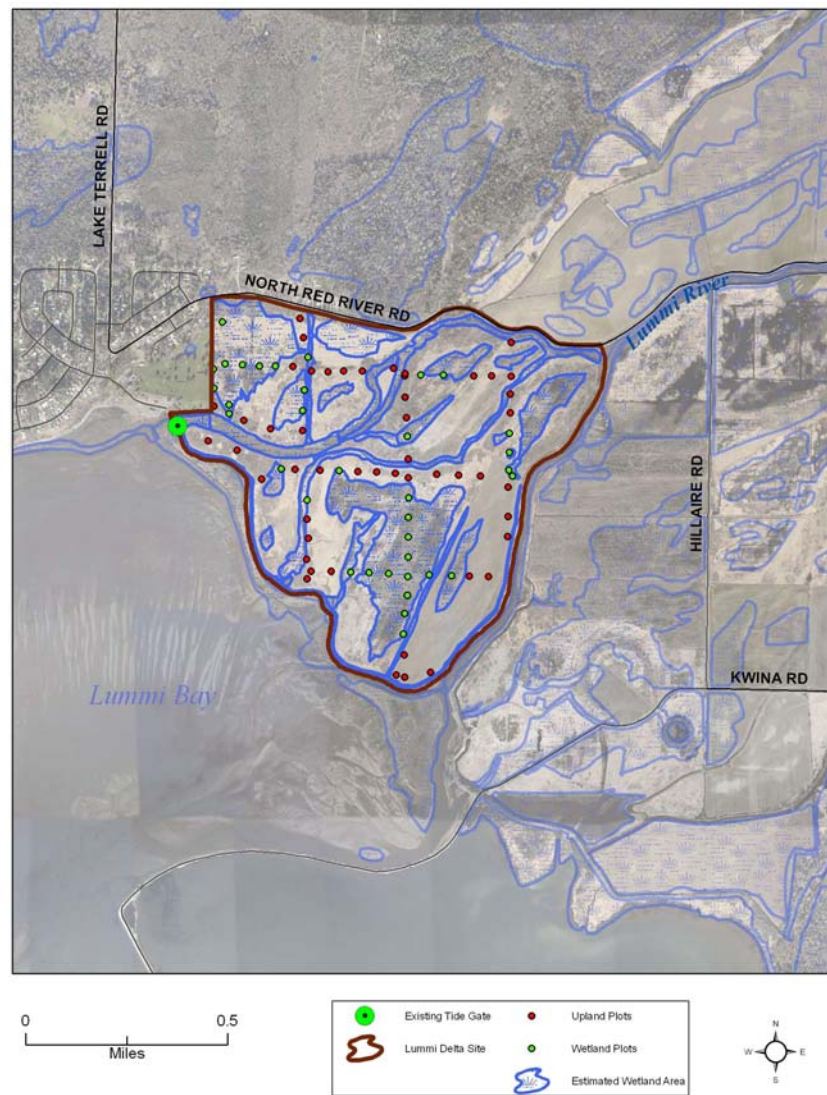 LAKE TERRELL RD
NORTH RED RIVER RD
Lummi River
HILLAIRE RD
KWINA RD
Lummi Bay
0 0.5
Miles
Existing Tide Gate
Lummi Delta Site
Upland Plots
Wetland Plots
Estimated Wetland Area
N
W E
S